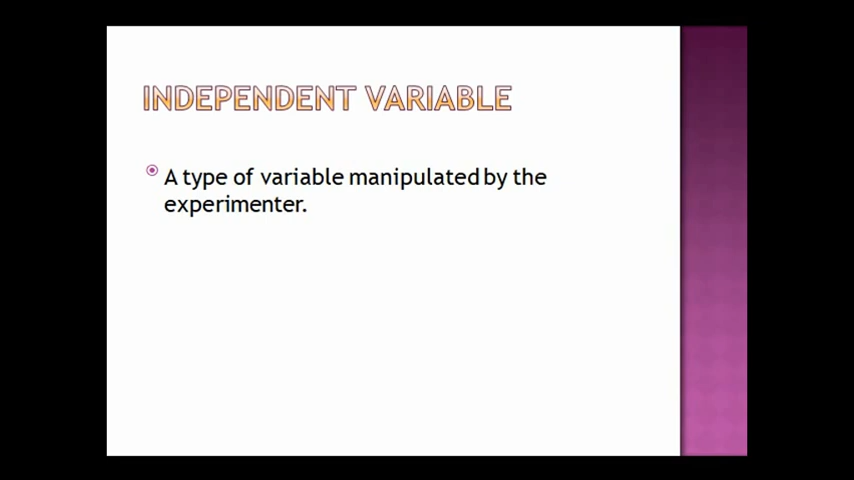 INDEPENDENT VARIABLE
A type of variable manipulated by the
experimenter.